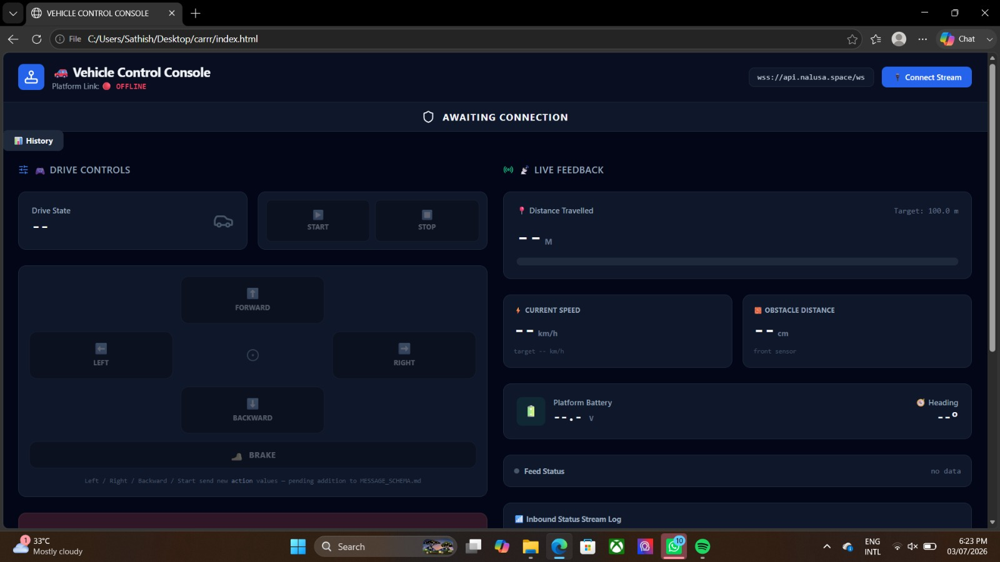 VEHICLE CONTROL CONSOLE
File C:/Users/Sathish/Desktop/carrr/index.html
Chat
Vehicle Control Console
Platform Link: OFFLINE
wss://api.nalusa.space/ws
Connect Stream
AWAITING CONNECTION
History
DRIVE CONTROLS
Drive State
--
START
STOP
FORWARD
LEFT
RIGHT
BACKWARD
BRAKE
Left / Right / Backward / Start send new action values — pending addition to MESSAGE_SCHEMA.md
LIVE FEEDBACK
Distance Travelled
Target: 100.0 m
-- M
CURRENT SPEED
-- km/h
target -- km/h
OBSTACLE DISTANCE
-- cm
front sensor
Platform Battery
--.- V
Heading
--°
Feed Status
no data
Inbound Status Stream Log
1
33°C
Mostly cloudy
Search
10
ENG
INTL
6:23 PM
03/07/2026